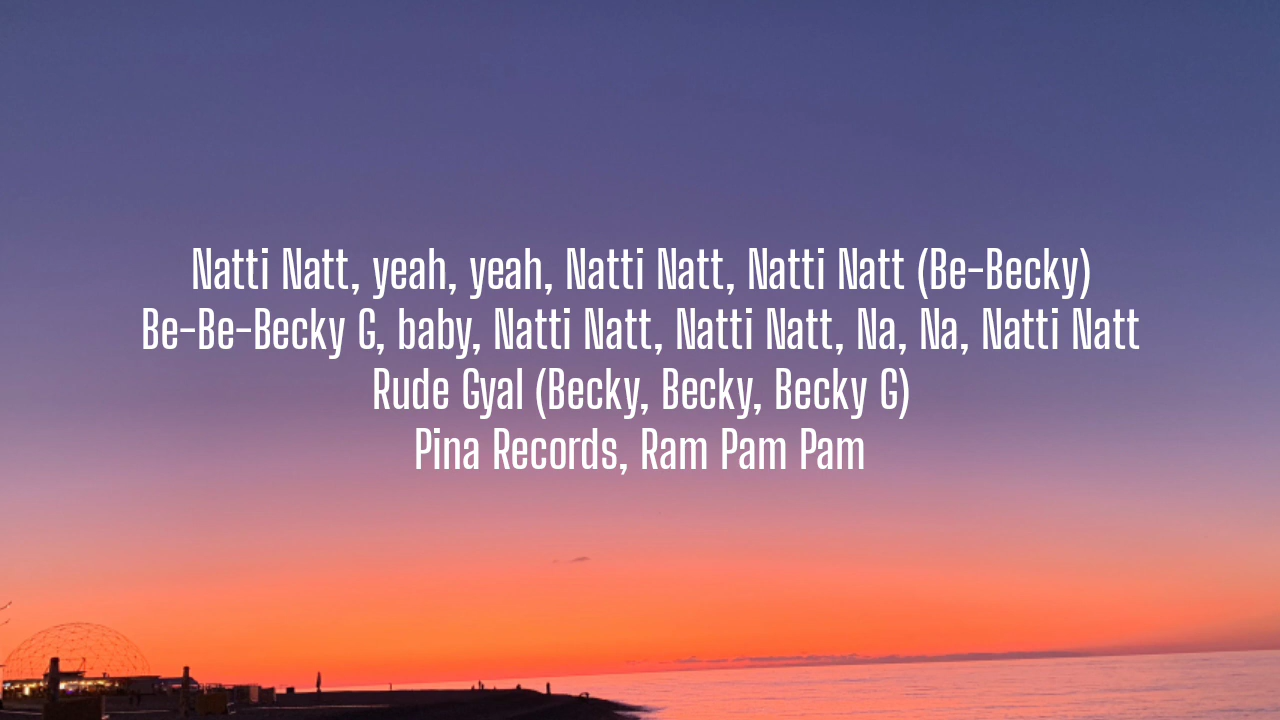 Natti Natt, yeah, yeah, Natti Natt, Natti Natt (Be-Becky)
Be-Be-Becky G, baby, Natti Natt, Natti Natt, Na, Na, Natti Natt
Rude Gyal (Becky, Becky, Becky G)
Pina Records, Ram Pam Pam